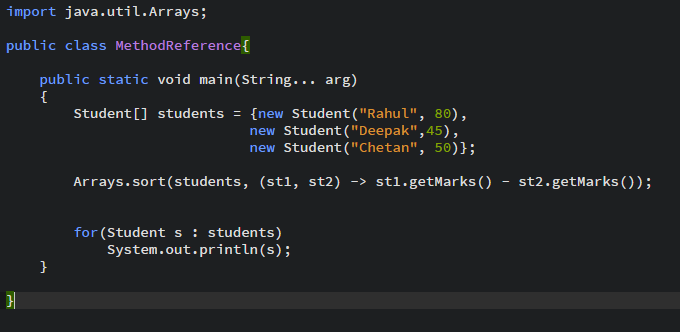 import java.util.Arrays;
public class MethodReference{
    public static void main(String... arg)
    {
        Student[] students = {new Student("Rahul", 80),
                             new Student("Deepak",45),
                             new Student("Chetan", 50)};
        Arrays.sort(students, (st1, st2) -> st1.getMarks() - st2.getMarks());
        for(Student s : students)
            System.out.println(s);
    }
}